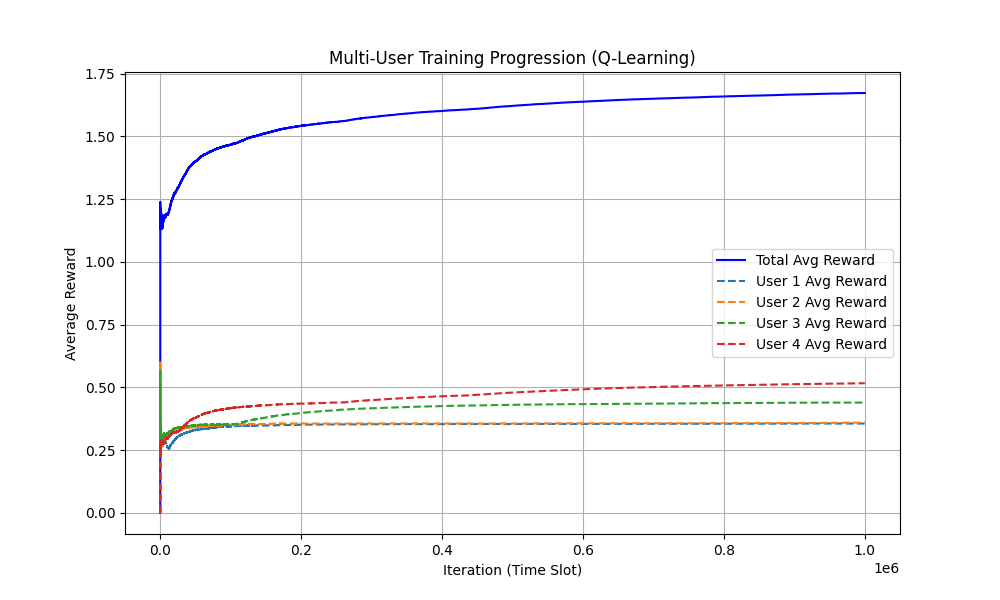 Multi-User Training Progression (Q-Learning)
1.75
1.50
1.25
1.00
0.75
0.50
0.25
0.00
Average Reward
Total Avg Reward
User 1 Avg Reward
User 2 Avg Reward
User 3 Avg Reward
User 4 Avg Reward
0.0 0.2 0.4 0.6 0.8 1.0
1e6
Iteration (Time Slot)